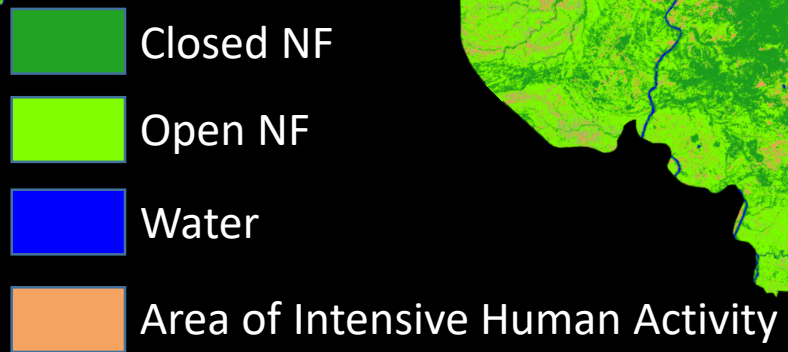 Closed NF
Open NF
Water
Area of Intensive Human Activity